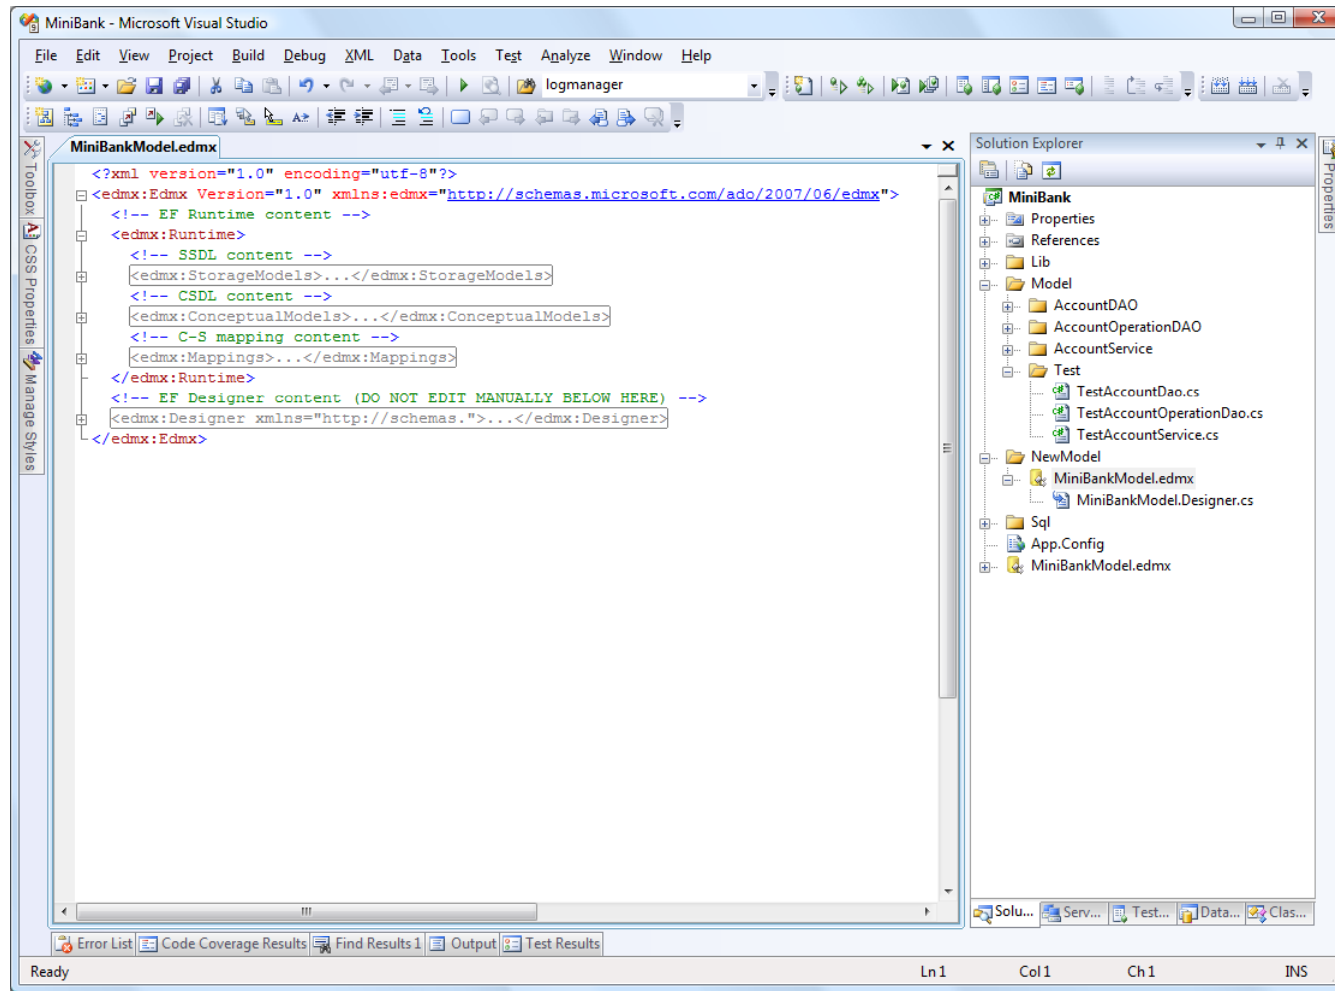 MiniBank - Microsoft Visual Studio
File Edit View Project Build Debug XML Data Tools Test Analyze Window Help
logmanager
MiniBankModel.edmx
<?xml version="1.0" encoding="utf-8"?>
<edmx:Edmx Version="1.0" xmlns:edmx="http://schemas.microsoft.com/ado/2007/06/edmx">
<!-- EF Runtime content -->
<edmx:Runtime>
<!-- SSDL content -->
<edmx:StorageModels>...</edmx:StorageModels>
<!-- CSDL content -->
<edmx:ConceptualModels>...</edmx:ConceptualModels>
<!-- C-S mapping content -->
<edmx:Mappings>...</edmx:Mappings>
</edmx:Runtime>
<!-- EF Designer content (DO NOT EDIT MANUALLY BELOW HERE) -->
<edmx:Designer xmlns="http://schemas.">...</edmx:Designer>
</edmx:Edmx>
Toolbox
CSS Properties
Manage Styles
Solution Explorer
MiniBank
Properties
References
Lib
Model
AccountDAO
AccountOperationDAO
AccountService
Test
TestAccountDao.cs
TestAccountOperationDao.cs
TestAccountService.cs
NewModel
MiniBankModel.edmx
MiniBankModel.Designer.cs
Sql
App.Config
MiniBankModel.edmx
Properties
Solu... Serv... Test... Data... Clas...
Error List Code Coverage Results Find Results 1 Output Test Results
Ready Ln 1 Col 1 Ch 1 INS